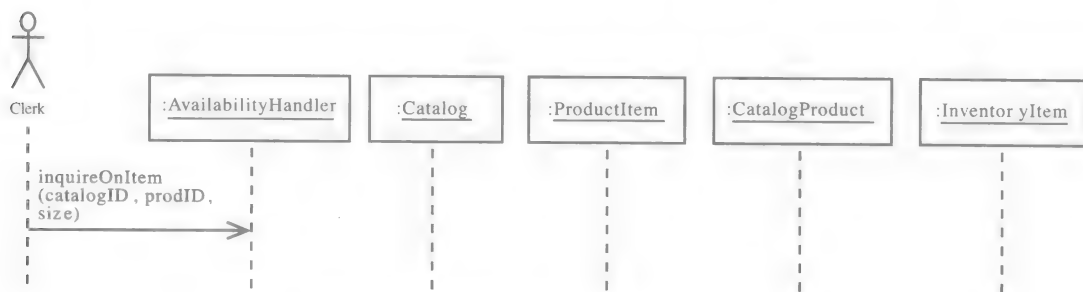 Clerk
:AvailabilityHandler
:Catalog
:ProductItem
:CatalogProduct
:Inventor yItem
inquireOnItem
(catalogID , prodID ,
size)